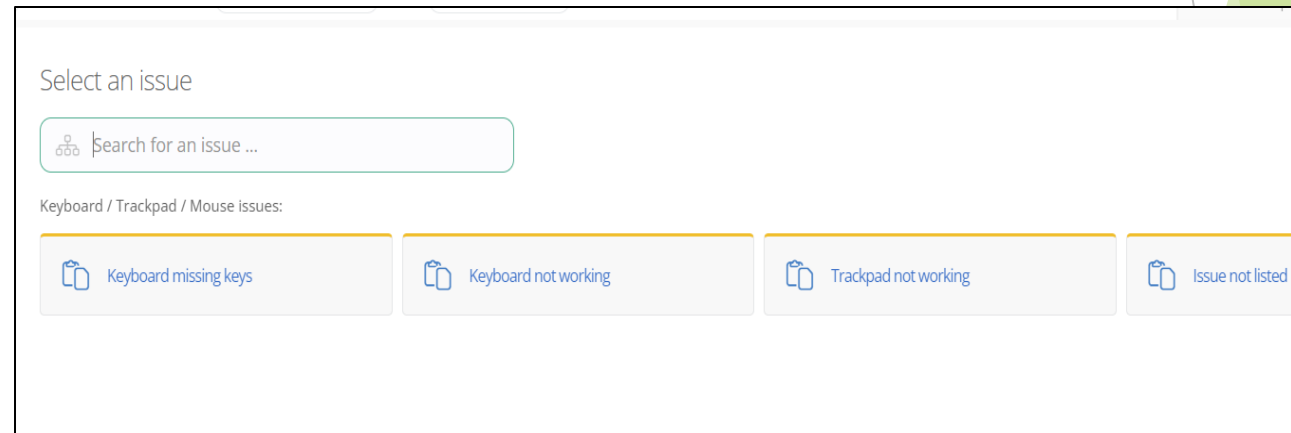 Select an issue
Search for an issue ...
Keyboard / Trackpad / Mouse issues:
Keyboard missing keys
Keyboard not working
Trackpad not working
Issue not listed